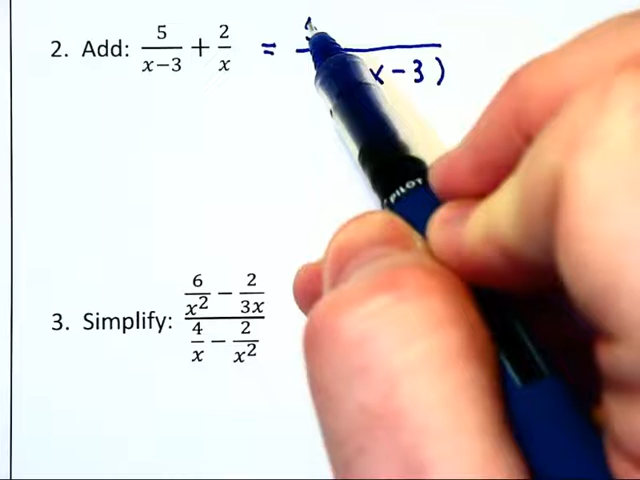 2. Add: 5/(x−3) + 2/x =
x − 3 )
PILOT
3. Simplify: (6/x² − 2/3x)/(4/x − 2/x²)